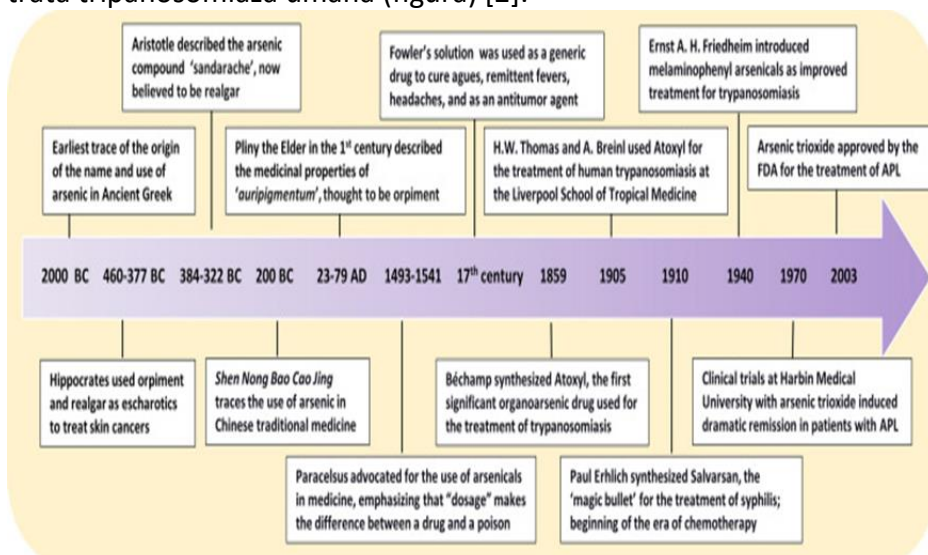 trata tripanosomiaza umana (figura) [2].
Aristotle described the arsenic
compound ‘sandarache’, now
believed to be realgar
Fowler’s solution was used as a generic
drug to cure agues, remittent fevers,
headaches, and as an antitumor agent
Ernst A. H. Friedheim introduced
melaminophenyl arsenicals as improved
treatment for trypanosomiasis
Earliest trace of the origin
of the name and use of
arsenic in Ancient Greek
Pliny the Elder in the 1st century described
the medicinal properties of
‘auripigmentum’, thought to be orpiment
H.W. Thomas and A. Breinl used Atoxyl for
the treatment of human trypanosomiasis at
the Liverpool School of Tropical Medicine
Arsenic trioxide approved by the
FDA for the treatment of APL
2000 BC 460-377 BC 384-322 BC 200 BC 23-79 AD 1493-1541 17th century 1859 1905 1910 1940 1970 2003
Hippocrates used orpiment
and realgar as escharotics
to treat skin cancers
Shen Nong Bao Cao Jing
traces the use of arsenic in
Chinese traditional medicine
Béchamp synthesized Atoxyl, the first
significant organoarsenic drug used for
the treatment of trypanosomiasis
Clinical trials at Harbin Medical
University with arsenic trioxide induced
dramatic remission in patients with APL
Paracelsus advocated for the use of arsenicals
in medicine, emphasizing that “dosage” makes
the difference between a drug and a poison
Paul Erhlich synthesized Salvarsan, the
‘magic bullet’ for the treatment of syphilis;
beginning of the era of chemotherapy